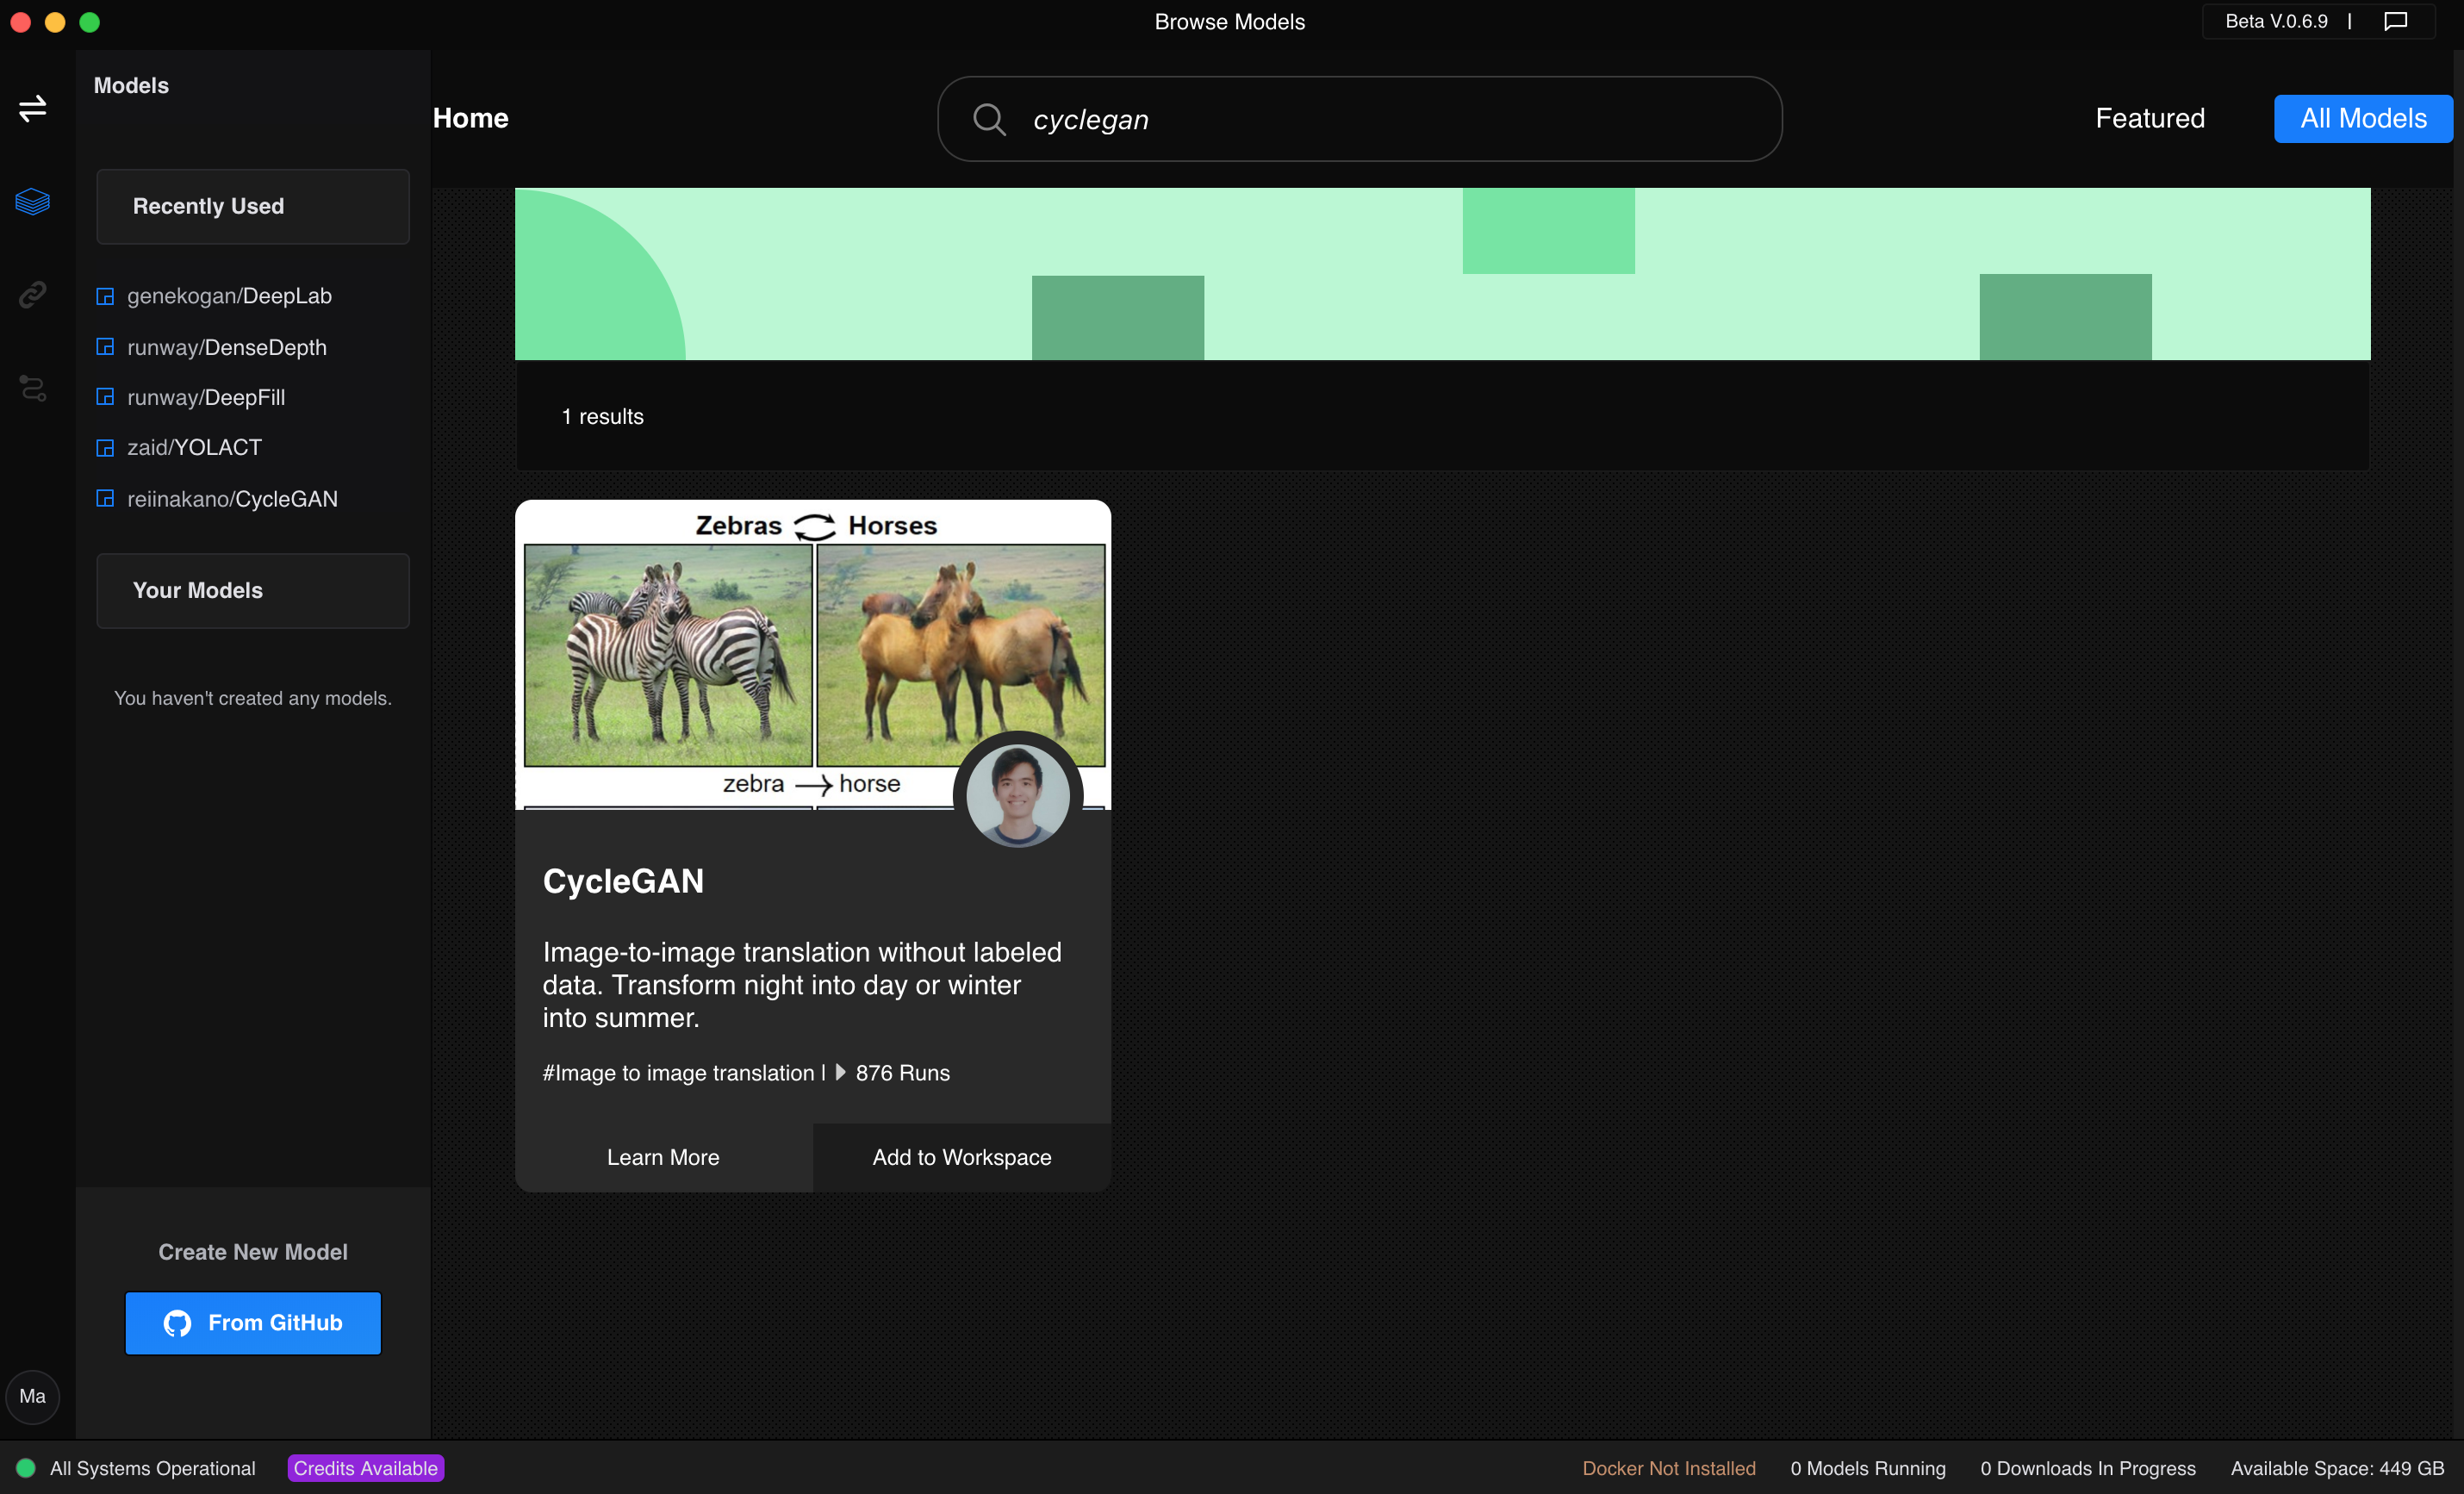 Browse Models
Beta V.0.6.9 |
Models
Home
cyclegan
Featured
All Models
Recently Used
genekogan/DeepLab
runway/DenseDepth
runway/DeepFill
zaid/YOLACT
reiinakano/CycleGAN
Your Models
You haven't created any models.
1 results
Zebras Horses
zebra → horse
CycleGAN
Image-to-image translation without labeled
data. Transform night into day or winter
into summer.
#Image to image translation | 876 Runs
Learn More
Add to Workspace
Create New Model
From GitHub
Ma
All Systems Operational
Credits Available
Docker Not Installed
0 Models Running
0 Downloads In Progress
Available Space: 449 GB